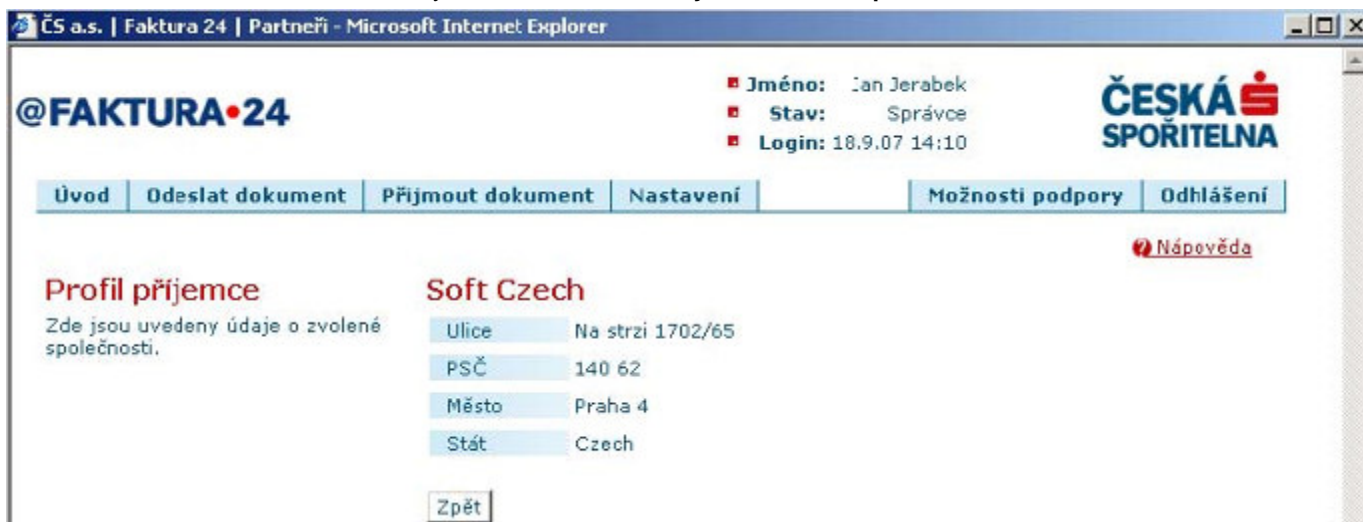 ČS a.s. | Faktura 24 | Partneři - Microsoft Internet Explorer
@FAKTURA•24
Jméno: Jan Jerabek
Stav: Správce
Login: 18.9.07 14:10
ČESKÁ
SPOŘITELNA
Úvod Odeslat dokument Přijmout dokument Nastavení Možnosti podpory Odhlášení
Nápověda
Profil příjemce
Zde jsou uvedeny údaje o zvolené
společnosti.
Soft Czech
Ulice Na strzi 1702/65
PSČ 140 62
Město Praha 4
Stát Czech
Zpět